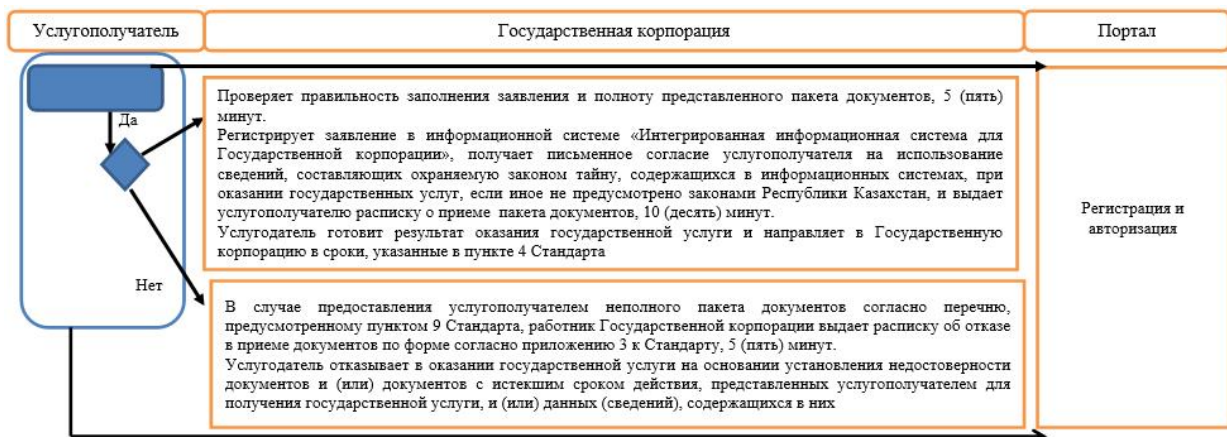 Услугополучатель
Государственная корпорация
Портал
Да
Нет
Проверяет правильность заполнения заявления и полноту представленного пакета документов, 5 (пять)
минут.
Регистрирует заявление в информационной системе «Интегрированная информационная система для
Государственной корпорации», получает письменное согласие услугополучателя на использование
сведений, составляющих охраняемую законом тайну, содержащихся в информационных системах, при
оказании государственных услуг, если иное не предусмотрено законами Республики Казахстан, и выдает
услугополучателю расписку о приеме пакета документов, 10 (десять) минут.
Услугодатель готовит результат оказания государственной услуги и направляет в Государственную
корпорацию в сроки, указанные в пункте 4 Стандарта
В случае предоставления услугополучателем неполного пакета документов согласно перечню,
предусмотренному пунктом 9 Стандарта, работник Государственной корпорации выдает расписку об отказе
в приеме документов по форме согласно приложению 3 к Стандарту, 5 (пять) минут.
Услугодатель отказывает в оказании государственной услуги на основании установления недостоверности
документов и (или) документов с истекшим сроком действия, представленных услугополучателем для
получения государственной услуги, и (или) данных (сведений), содержащихся в них
Регистрация и
авторизация